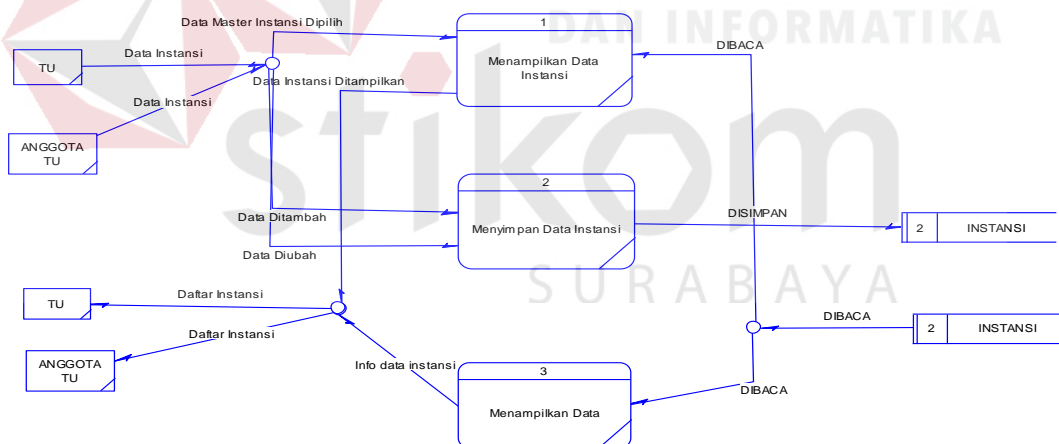 DAN INFORMATIKA
Data Master Instansi Dipilih
1
DIBACA
TU
Data Instansi
Menampilkan Data
Instansi
Data Instansi Ditampilkan
Data Instansi
ANGGOTA
TU
stikom
2
Data Ditambah
Menyimpan Data Instansi
DISIMPAN
2
INSTANSI
Data Diubah
SURABAYA
TU
Daftar Instansi
DIBACA
2
INSTANSI
Daftar Instansi
ANGGOTA
TU
Info data instansi
3
DIBACA
Menampilkan Data